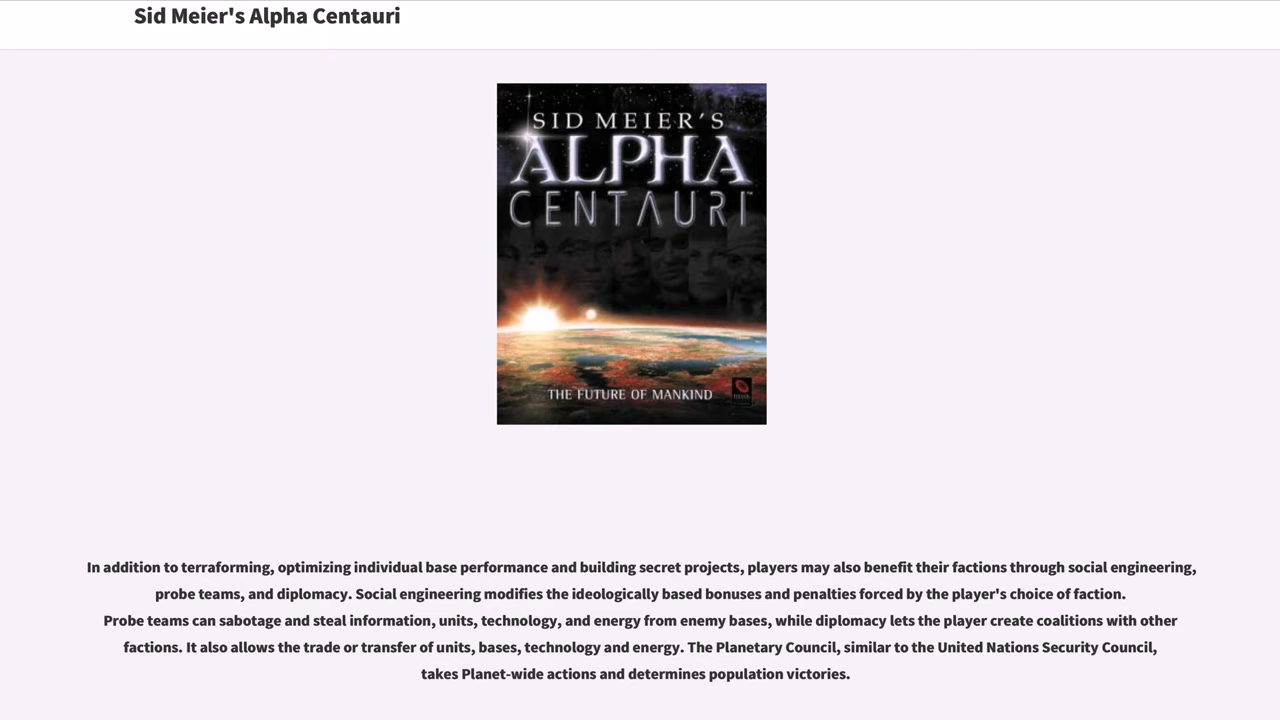 Sid Meier's Alpha Centauri
SID MEIER'S
ALPHA
CENTAURI™
THE FUTURE OF MANKIND
In addition to terraforming, optimizing individual base performance and building secret projects, players may also benefit their factions through social engineering,
probe teams, and diplomacy. Social engineering modifies the ideologically based bonuses and penalties forced by the player's choice of faction.
Probe teams can sabotage and steal information, units, technology, and energy from enemy bases, while diplomacy lets the player create coalitions with other
factions. It also allows the trade or transfer of units, bases, technology and energy. The Planetary Council, similar to the United Nations Security Council,
takes Planet-wide actions and determines population victories.